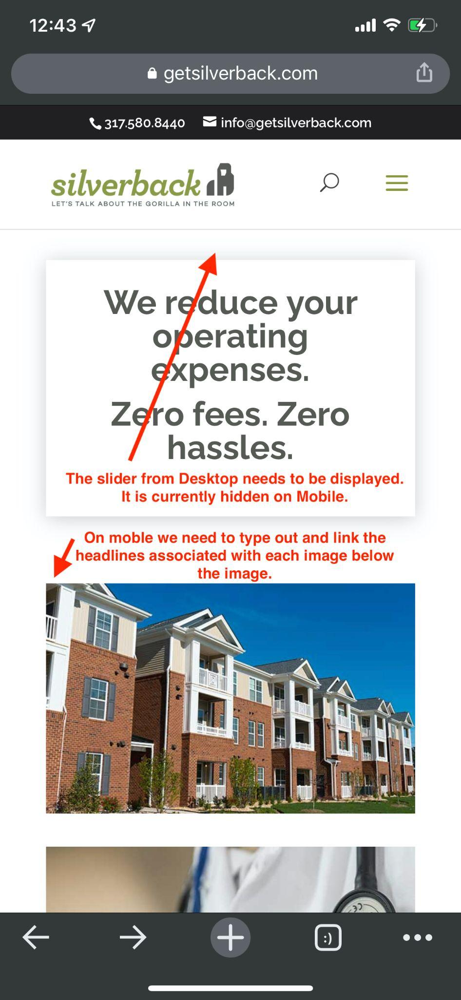 12:43
getsilverback.com
317.580.8440 info@getsilverback.com
silverback
LET'S TALK ABOUT THE GORILLA IN THE ROOM
We reduce your
operating
expenses.
Zero fees. Zero
hassles.
The slider from Desktop needs to be displayed.
It is currently hidden on Mobile.
On moble we need to type out and link the
headlines associated with each image below
the image.
CE
:)